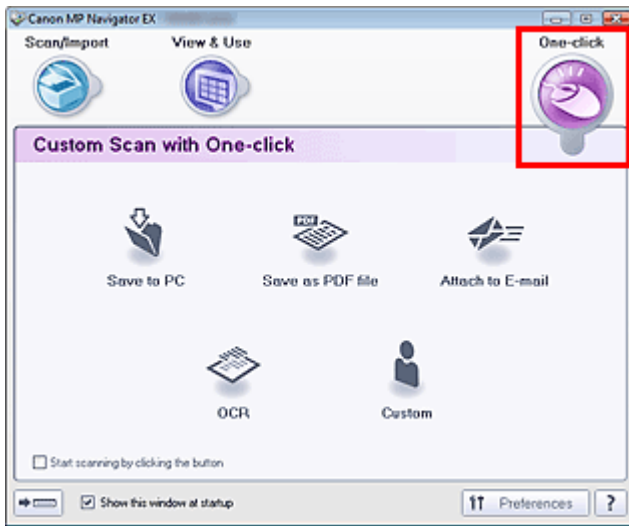 Canon MP Navigator EX
Scan/Import View & Use One-click
Custom Scan with One-click
PDF
Save to PC Save as PDF file Attach to E-mail
OCR Custom
Start scanning by clicking the button
Show this window at startup Preferences ?